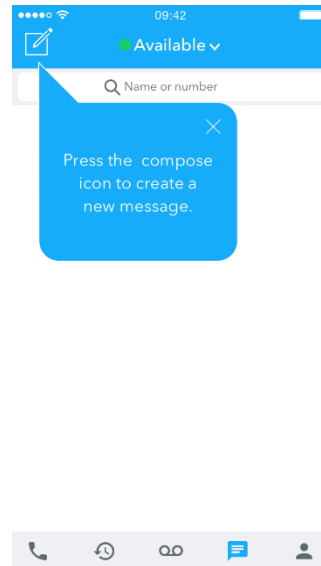 09:42
Available
Name or number
Press the compose
icon to create a
new message.